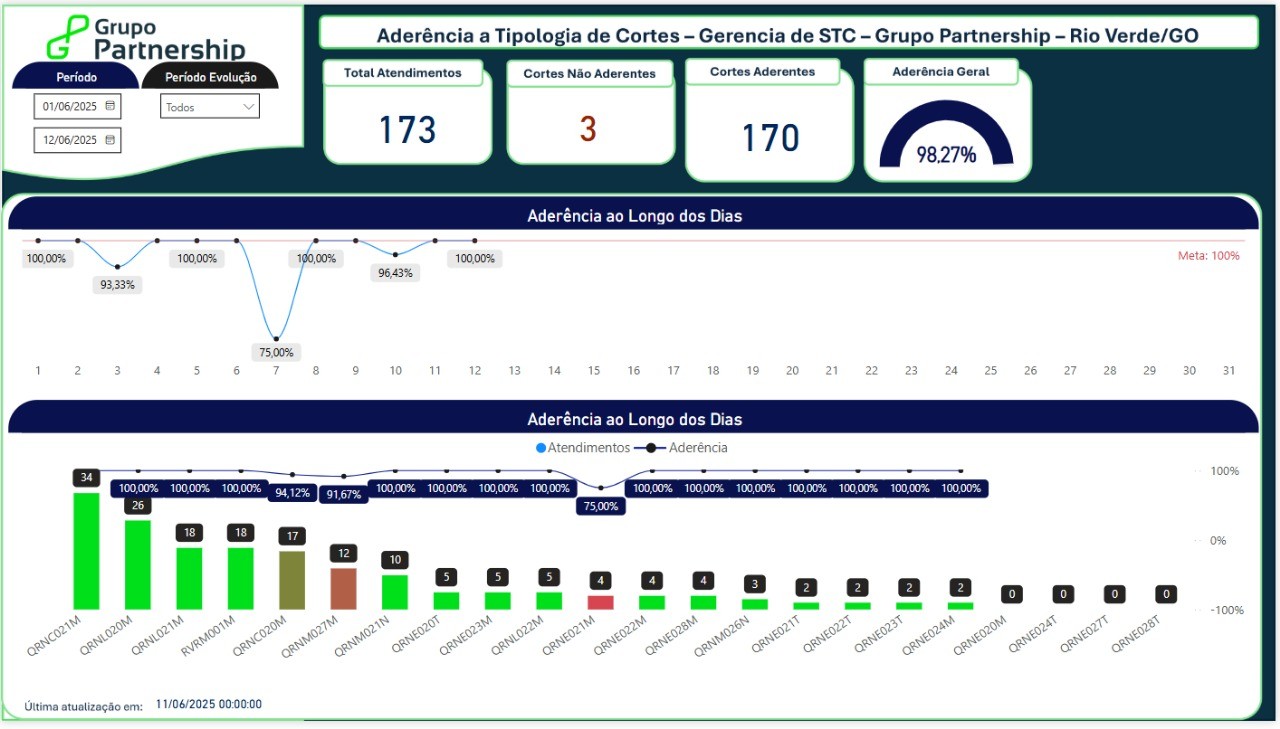 Grupo
Partnership
Aderência a Tipologia de Cortes – Gerencia de STC – Grupo Partnership – Rio Verde/GO
Período
Período Evolução
01/06/2025
Todos
12/06/2025
Total Atendimentos
173
Cortes Não Aderentes
3
Cortes Aderentes
170
Aderência Geral
98,27%
Aderência ao Longo dos Dias
100,00%
93,33%
100,00%
75,00%
100,00%
96,43%
100,00%
Meta: 100%
1 2 3 4 5 6 7 8 9 10 11 12 13 14 15 16 17 18 19 20 21 22 23 24 25 26 27 28 29 30 31
Aderência ao Longo dos Dias
Atendimentos Aderência
100,00% 100,00% 100,00% 94,12% 91,67% 100,00% 100,00% 100,00% 100,00% 75,00% 100,00% 100,00% 100,00% 100,00% 100,00% 100,00% 100,00%
34 26 18 18 17 12 10 5 5 5 4 4 4 3 2 2 2 2 0 0 0 0
100%
0%
-100%
QRNC021M QRNL020M QRNL021M RVRM001M QRNC020M QRNM027M QRNM021N QRNE020T QRNE023M QRNL022M QRNE021M QRNE022M QRNE028M QRNM026N QRNE021T QRNE022T QRNE023T QRNE024M QRNE020M QRNE024T QRNE027T QRNE028T
Última atualização em: 11/06/2025 00:00:00